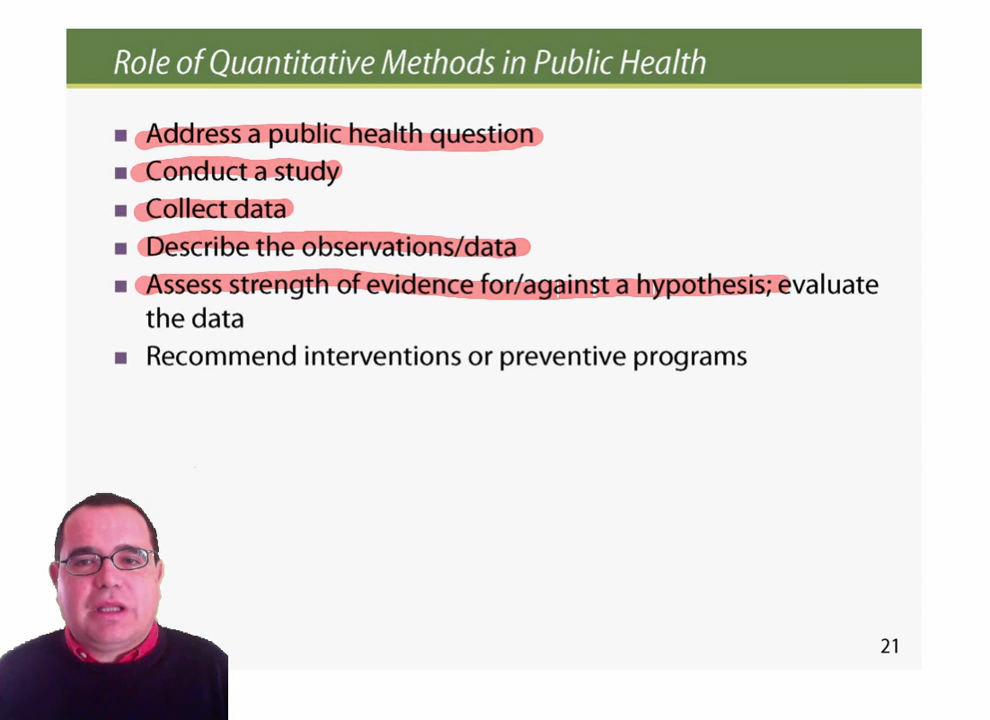 Role of Quantitative Methods in Public Health
Address a public health question
Conduct a study
Collect data
Describe the observations/data
Assess strength of evidence for/against a hypothesis; evaluate
the data
Recommend interventions or preventive programs
21